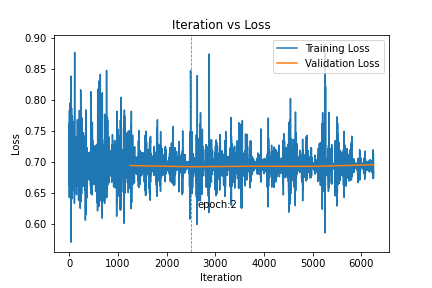 Iteration vs Loss
Training Loss
Validation Loss
0.90
0.85
0.80
0.75
0.70
0.65
0.60
Loss
epoch:2
0
1000
2000
3000
4000
5000
6000
Iteration